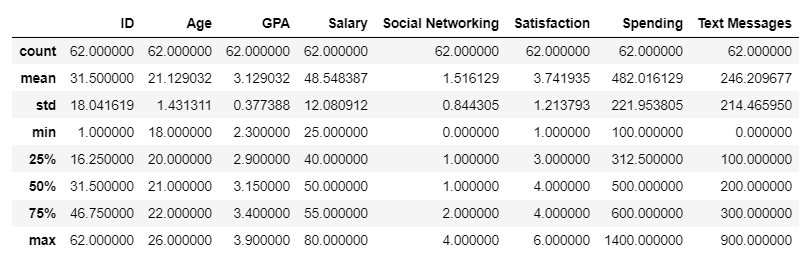 ID Age GPA Salary Social Networking Satisfaction Spending Text Messages
count 62.000000 62.000000 62.000000 62.000000 62.000000 62.000000 62.000000 62.000000
mean 31.500000 21.129032 3.129032 48.548387 1.516129 3.741935 482.016129 246.209677
std 18.041619 1.431311 0.377388 12.080912 0.844305 1.213793 221.953805 214.465950
min 1.000000 18.000000 2.300000 25.000000 0.000000 1.000000 100.000000 0.000000
25% 16.250000 20.000000 2.900000 40.000000 1.000000 3.000000 312.500000 100.000000
50% 31.500000 21.000000 3.150000 50.000000 1.000000 4.000000 500.000000 200.000000
75% 46.750000 22.000000 3.400000 55.000000 2.000000 4.000000 600.000000 300.000000
max 62.000000 26.000000 3.900000 80.000000 4.000000 6.000000 1400.000000 900.000000